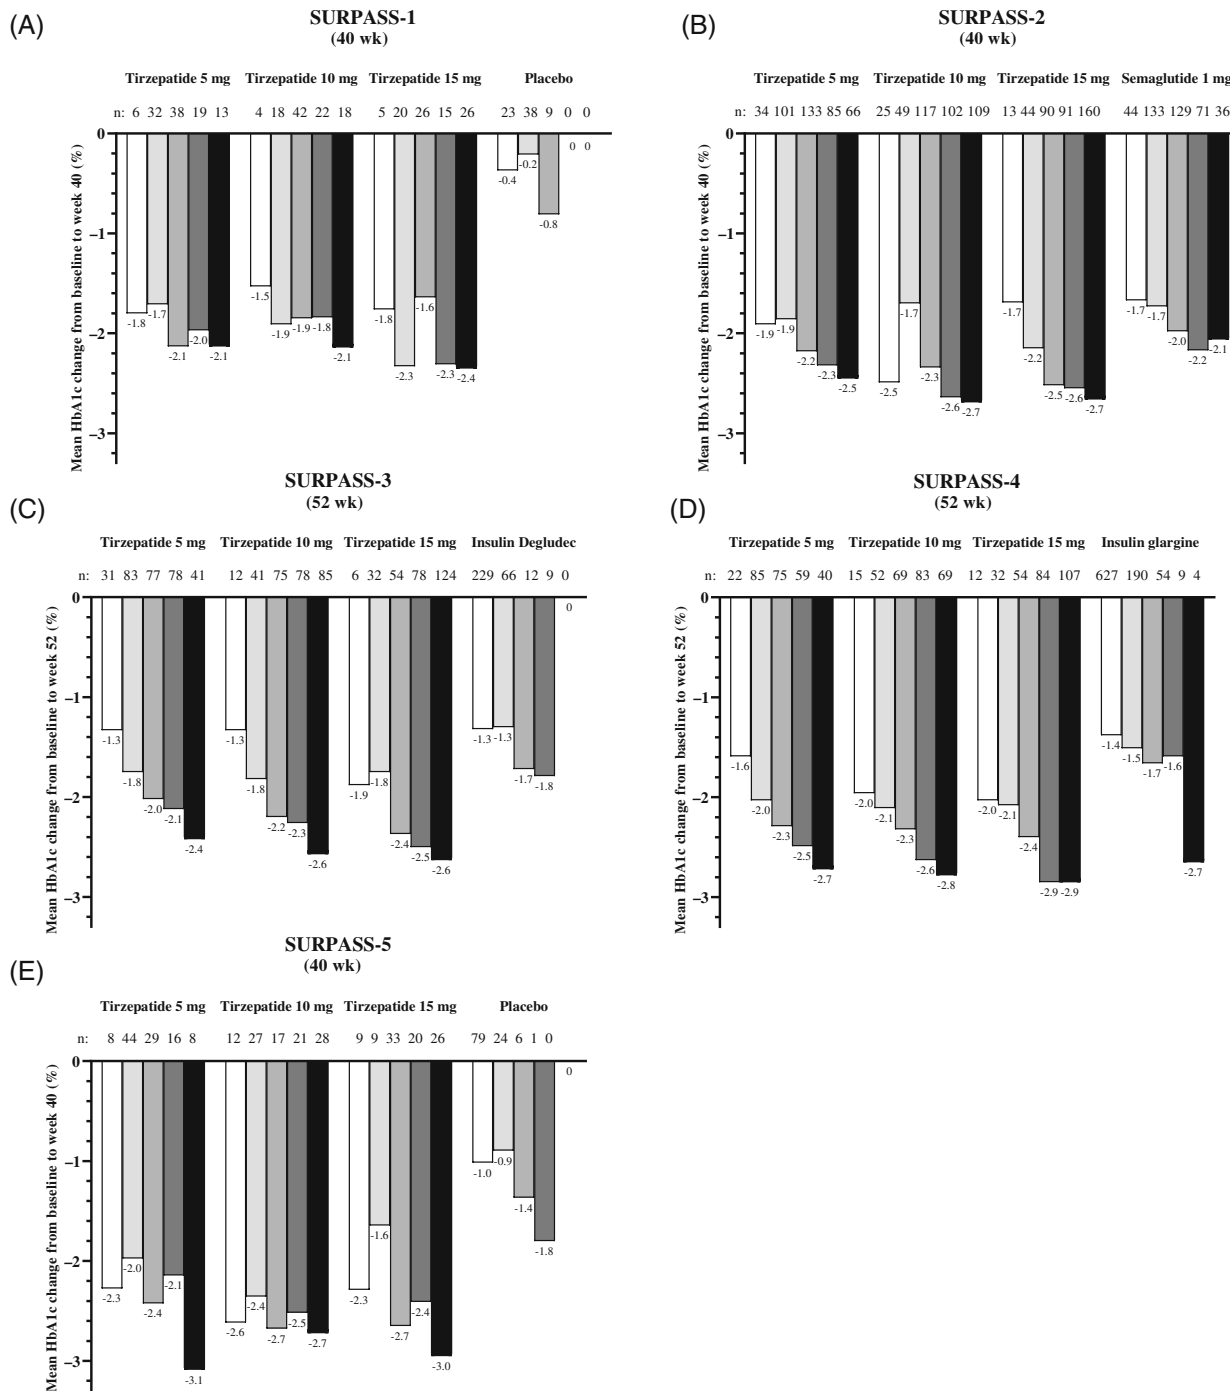 (A)
SURPASS-1
(40 wk)
Tirzepatide 5 mg Tirzepatide 10 mg Tirzepatide 15 mg Placebo
n: 6 32 38 19 13 4 18 42 22 18 5 20 26 15 26 23 38 9 0 0
0
−1
−2
−3
Mean HbA1c change from baseline to week 40 (%)
-1.8 -1.7 -2.1 -2.0 -2.1
-1.5 -1.9 -1.9 -1.8 -2.1
-1.8 -2.3 -1.6 -2.3 -2.4
-0.4 -0.2 -0.8 0 0
(B)
SURPASS-2
(40 wk)
Tirzepatide 5 mg Tirzepatide 10 mg Tirzepatide 15 mg Semaglutide 1 mg
n: 34 101 133 85 66 25 49 117 102 109 13 44 90 91 160 44 133 129 71 36
0
−1
−2
−3
Mean HbA1c change from baseline to week 40 (%)
-1.9 -1.9 -2.2 -2.3 -2.5
-2.5 -1.7 -2.3 -2.6 -2.7
-1.7 -2.2 -2.5 -2.6 -2.7
-1.7 -1.7 -2.0 -2.2 -2.1
(C)
SURPASS-3
(52 wk)
Tirzepatide 5 mg Tirzepatide 10 mg Tirzepatide 15 mg Insulin Degludec
n: 31 83 77 78 41 12 41 75 78 85 6 32 54 78 124 229 66 12 9 0
0
−1
−2
−3
Mean HbA1c change from baseline to week 52 (%)
-1.3 -1.8 -2.0 -2.1 -2.4
-1.3 -1.8 -2.2 -2.3 -2.6
-1.9 -1.8 -2.4 -2.5 -2.6
-1.3 -1.3 -1.7 -1.8 0
(D)
SURPASS-4
(52 wk)
Tirzepatide 5 mg Tirzepatide 10 mg Tirzepatide 15 mg Insulin glargine
n: 22 85 75 59 40 15 52 69 83 69 12 32 54 84 107 627 190 54 9 4
0
−1
−2
−3
Mean HbA1c change from baseline to week 52 (%)
-1.6 -2.0 -2.3 -2.5 -2.7
-2.0 -2.1 -2.3 -2.6 -2.8
-2.0 -2.1 -2.4 -2.9 -2.9
-1.4 -1.5 -1.7 -1.6 -2.7
(E)
SURPASS-5
(40 wk)
Tirzepatide 5 mg Tirzepatide 10 mg Tirzepatide 15 mg Placebo
n: 8 44 29 16 8 12 27 17 21 28 9 9 33 20 26 79 24 6 1 0
0
−1
−2
−3
Mean HbA1c change from baseline to week 40 (%)
-2.3 -2.0 -2.4 -2.1 -3.1
-2.6 -2.4 -2.7 -2.5 -2.7
-2.3 -1.6 -2.7 -2.4 -3.0
-1.0 -0.9 -1.4 -1.8 0